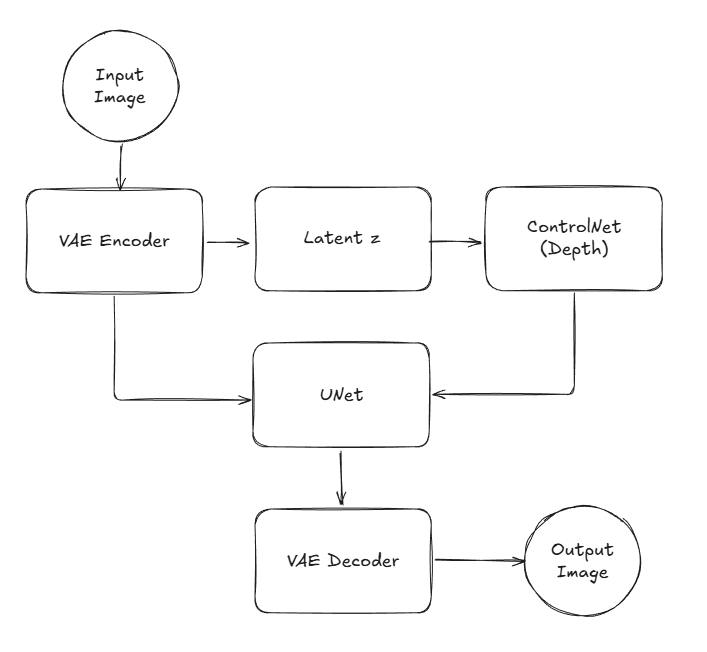 Input
Image
VAE Encoder
Latent z
ControlNet
(Depth)
UNet
VAE Decoder
Output
Image